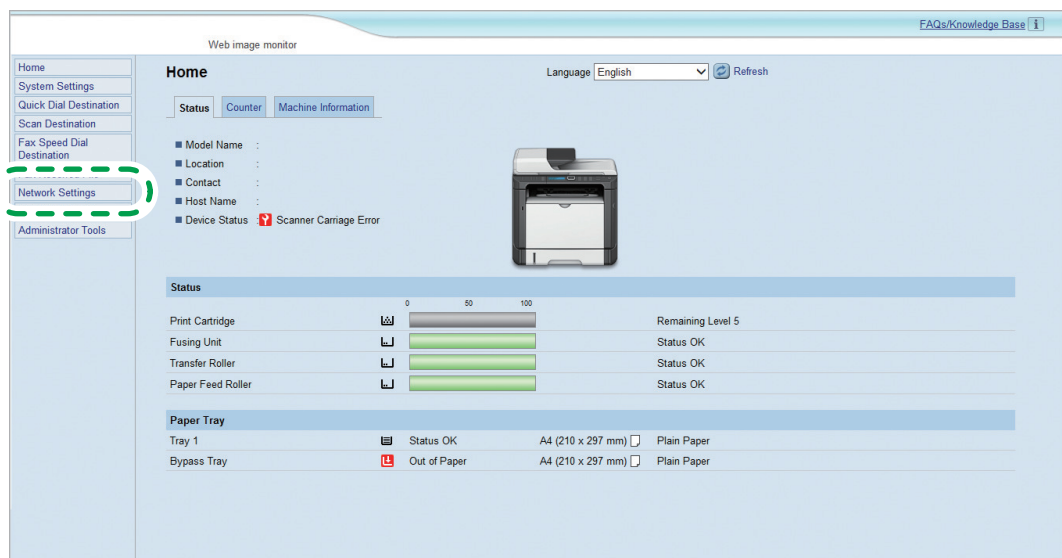 FAQs/Knowledge Base
Web image monitor
Home
System Settings
Quick Dial Destination
Scan Destination
Fax Speed Dial
Destination
Network Settings
Administrator Tools
Home
Language English
Refresh
Status Counter Machine Information
Model Name :
Location :
Contact :
Host Name :
Device Status : Scanner Carriage Error
Status
0 50 100
Print Cartridge Remaining Level 5
Fusing Unit Status OK
Transfer Roller Status OK
Paper Feed Roller Status OK
Paper Tray
Tray 1 Status OK A4 (210 x 297 mm) Plain Paper
Bypass Tray Out of Paper A4 (210 x 297 mm) Plain Paper